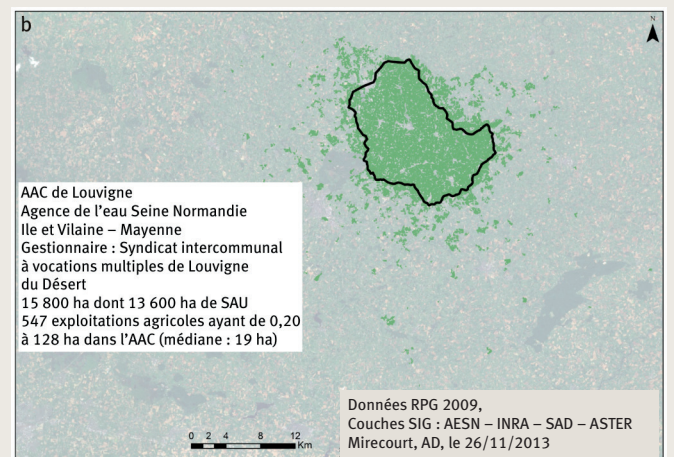 b
N
AAC de Louvigne
Agence de l'eau Seine Normandie
Ile et Vilaine – Mayenne
Gestionnaire : Syndicat intercommunal
à vocations multiples de Louvigne
du Désert
15 800 ha dont 13 600 ha de SAU
547 exploitations agricoles ayant de 0,20
à 128 ha dans l'AAC (médiane : 19 ha)
Données RPG 2009,
Couches SIG : AESN – INRA – SAD – ASTER
Mirecourt, AD, le 26/11/2013
0 2 4 8 12
Km